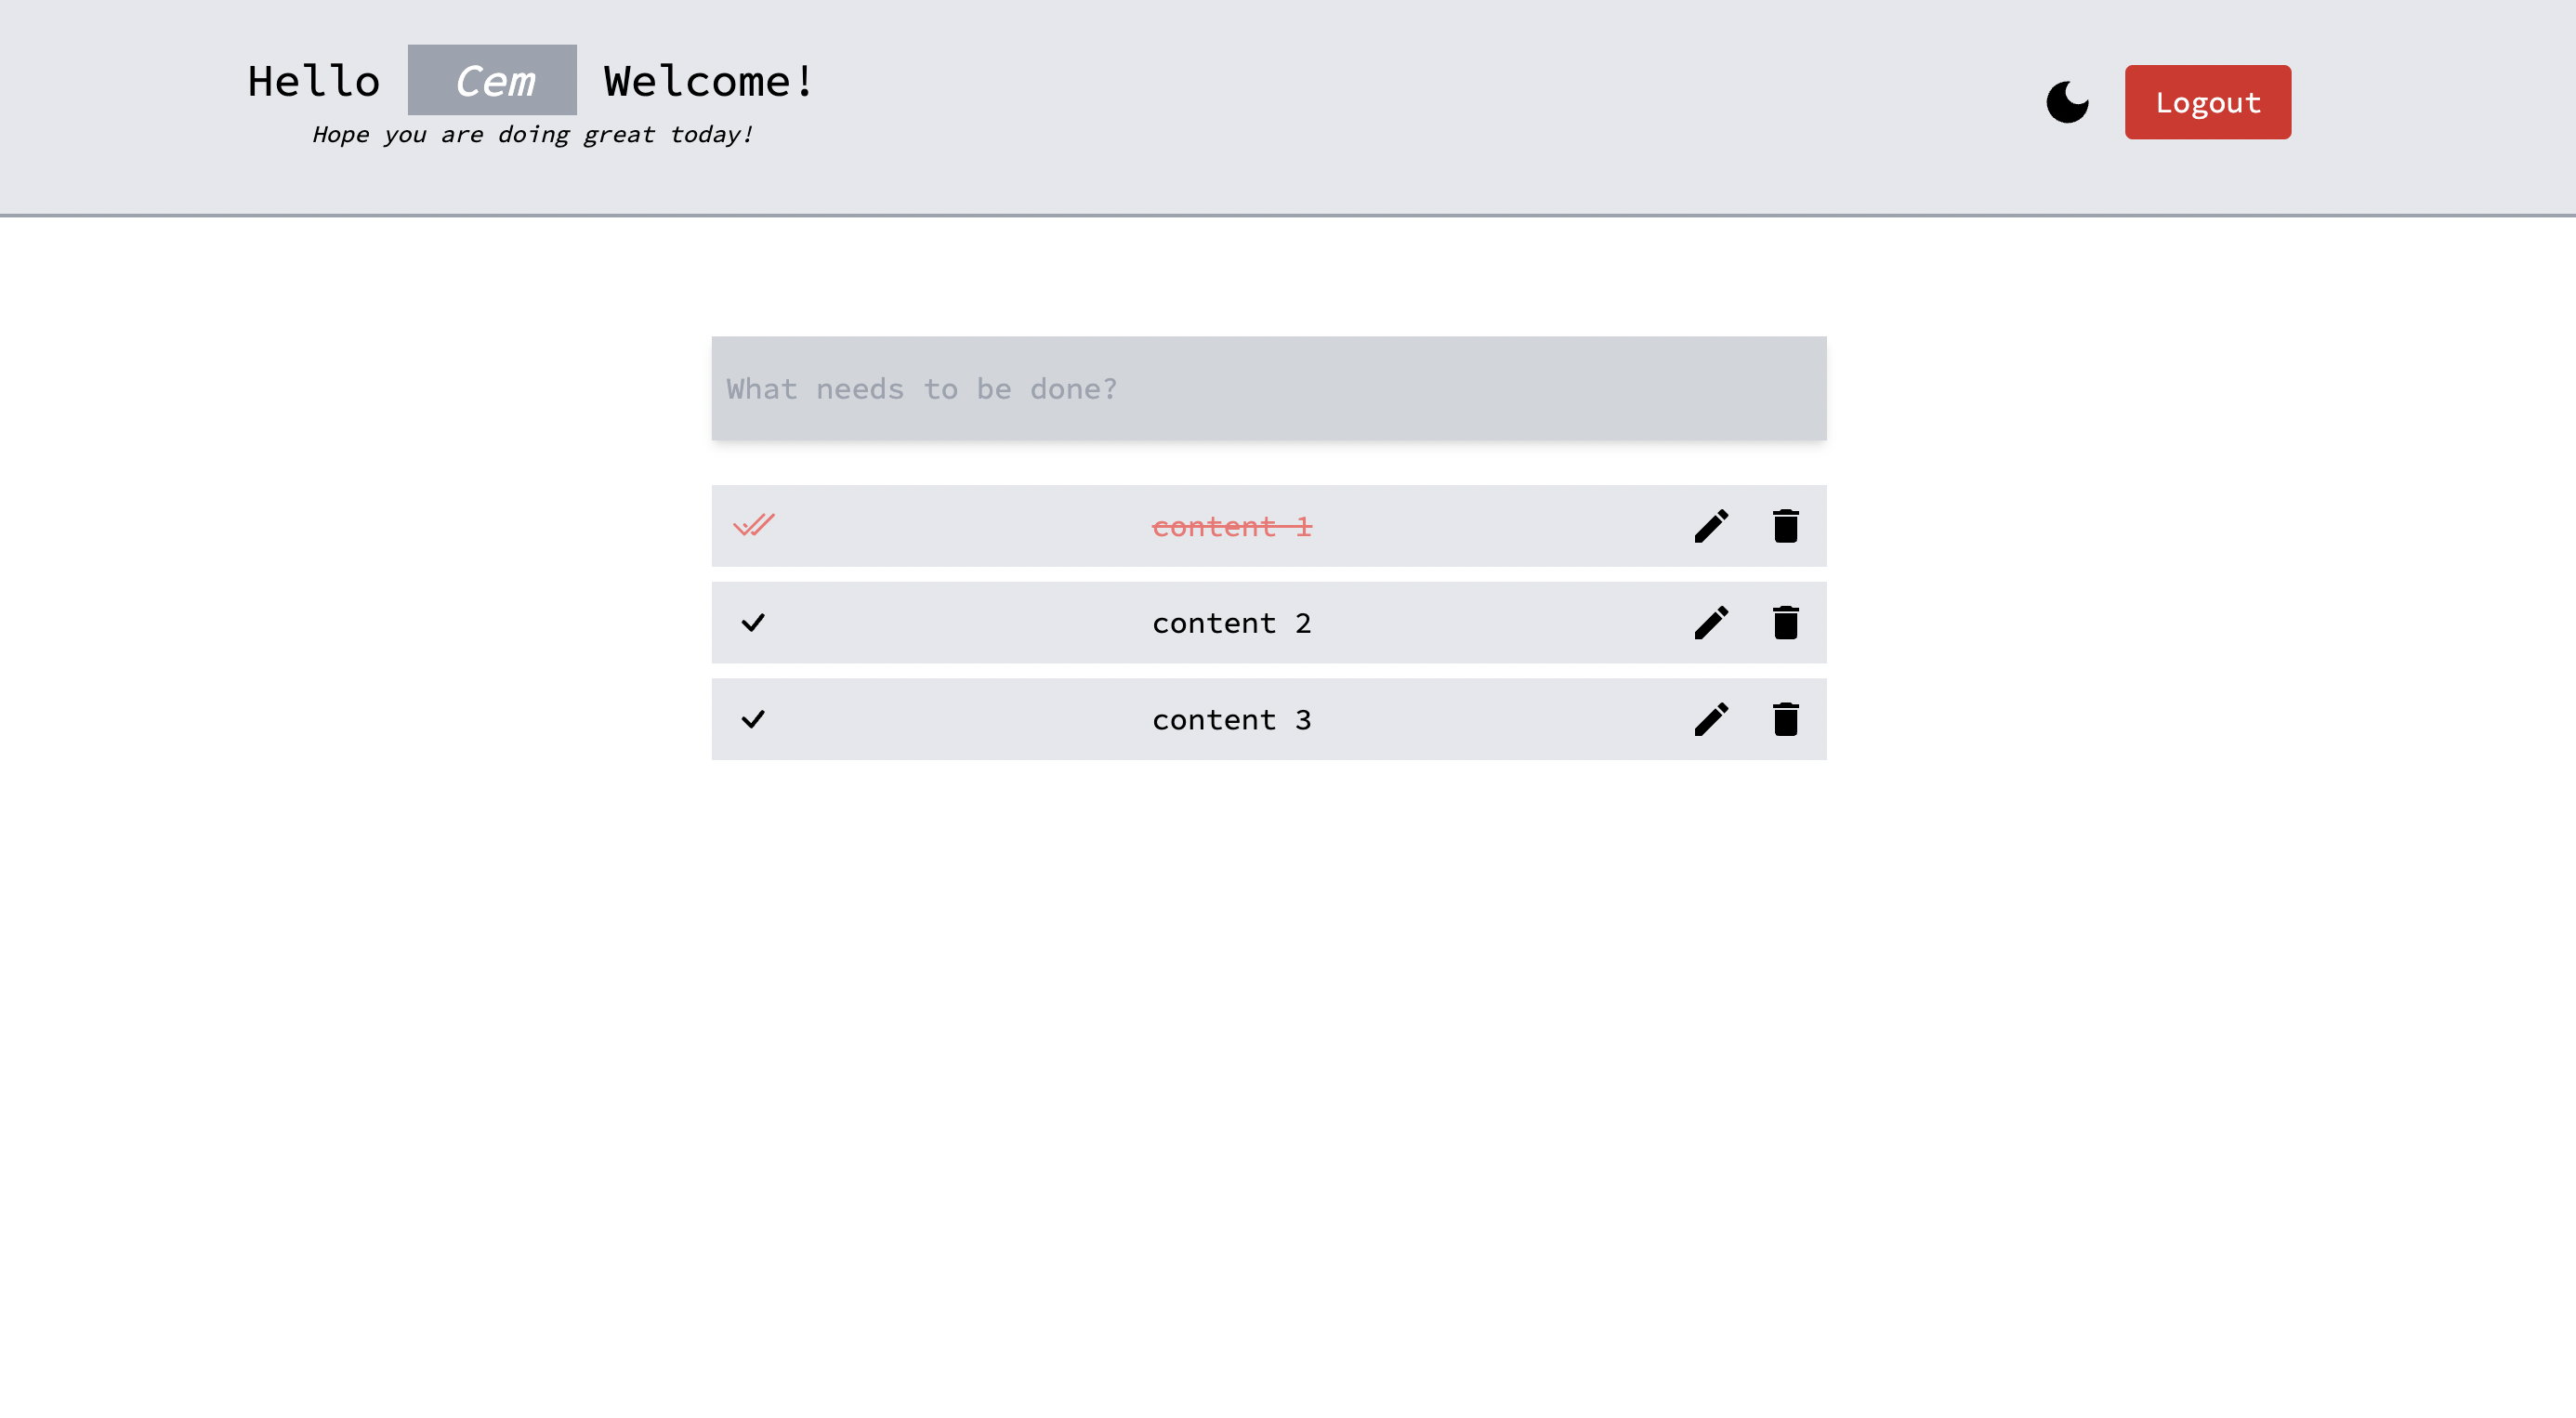 Hello Cem Welcome!
Hope you are doing great today!
Logout
What needs to be done?
content 1
content 2
content 3